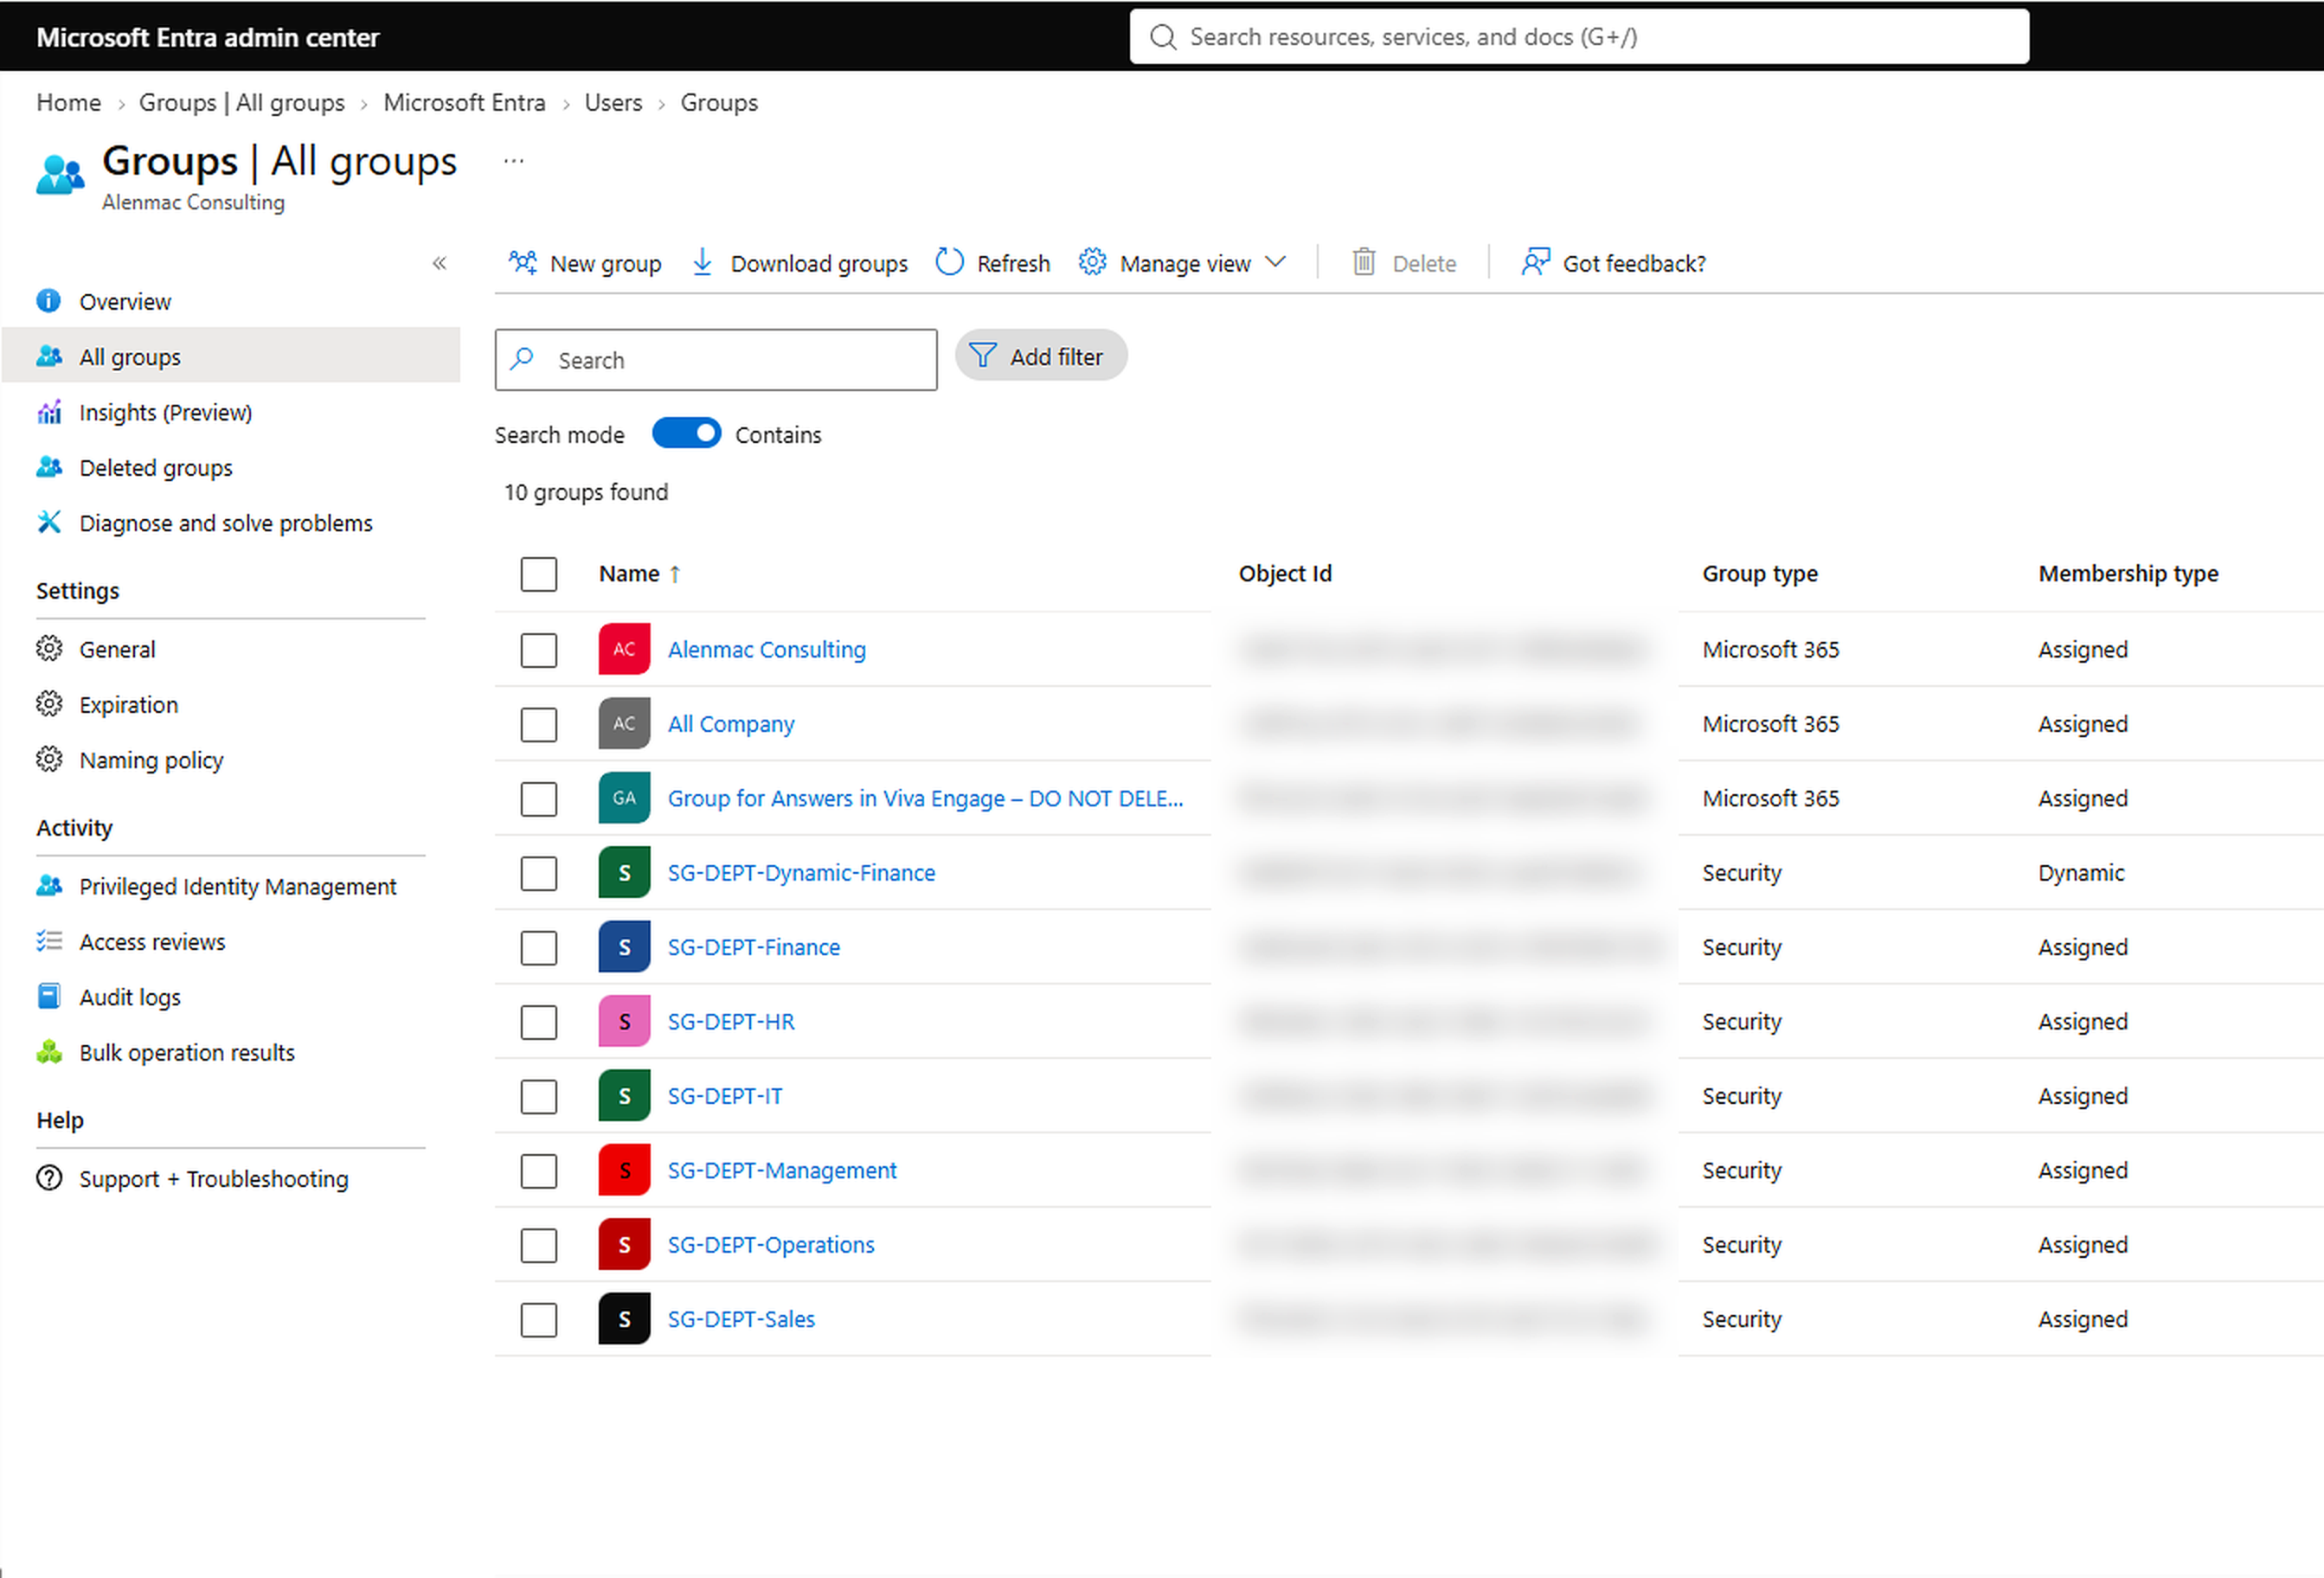 Microsoft Entra admin center
Search resources, services, and docs (G+/)
Home › Groups | All groups › Microsoft Entra › Users › Groups
Groups | All groups ...
Alenmac Consulting
«
New group Download groups Refresh Manage view Delete Got feedback?
Overview
All groups
Insights (Preview)
Deleted groups
Diagnose and solve problems
Settings
General
Expiration
Naming policy
Activity
Privileged Identity Management
Access reviews
Audit logs
Bulk operation results
Help
Support + Troubleshooting
Search Add filter
Search mode Contains
10 groups found
Name ↑ Object Id Group type Membership type
AC Alenmac Consulting Microsoft 365 Assigned
AC All Company Microsoft 365 Assigned
GA Group for Answers in Viva Engage – DO NOT DELE... Microsoft 365 Assigned
S SG-DEPT-Dynamic-Finance Security Dynamic
S SG-DEPT-Finance Security Assigned
S SG-DEPT-HR Security Assigned
S SG-DEPT-IT Security Assigned
S SG-DEPT-Management Security Assigned
S SG-DEPT-Operations Security Assigned
S SG-DEPT-Sales Security Assigned